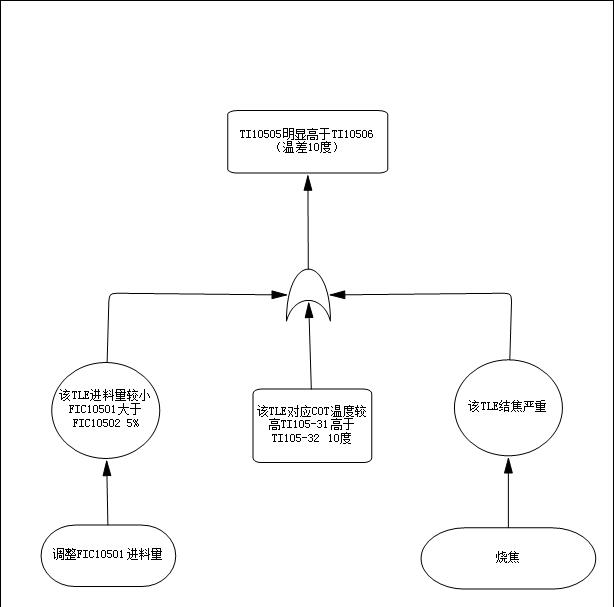 TI10505明显高于TI10506
（温差10度）
该TLE进料量较小
FIC10501大于
FIC10502 5%
该TLE对应COT温度较
高TI105-31高于
TI105-32 10度
该TLE结焦严重
调整FIC10501进料量
烧焦